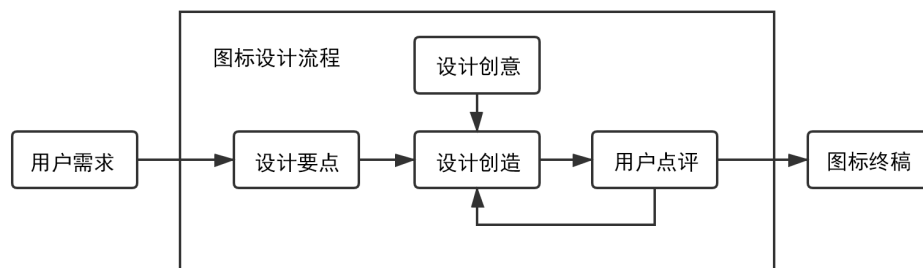 图标设计流程
设计创意
用户需求
设计要点
设计创造
用户点评
图标终稿